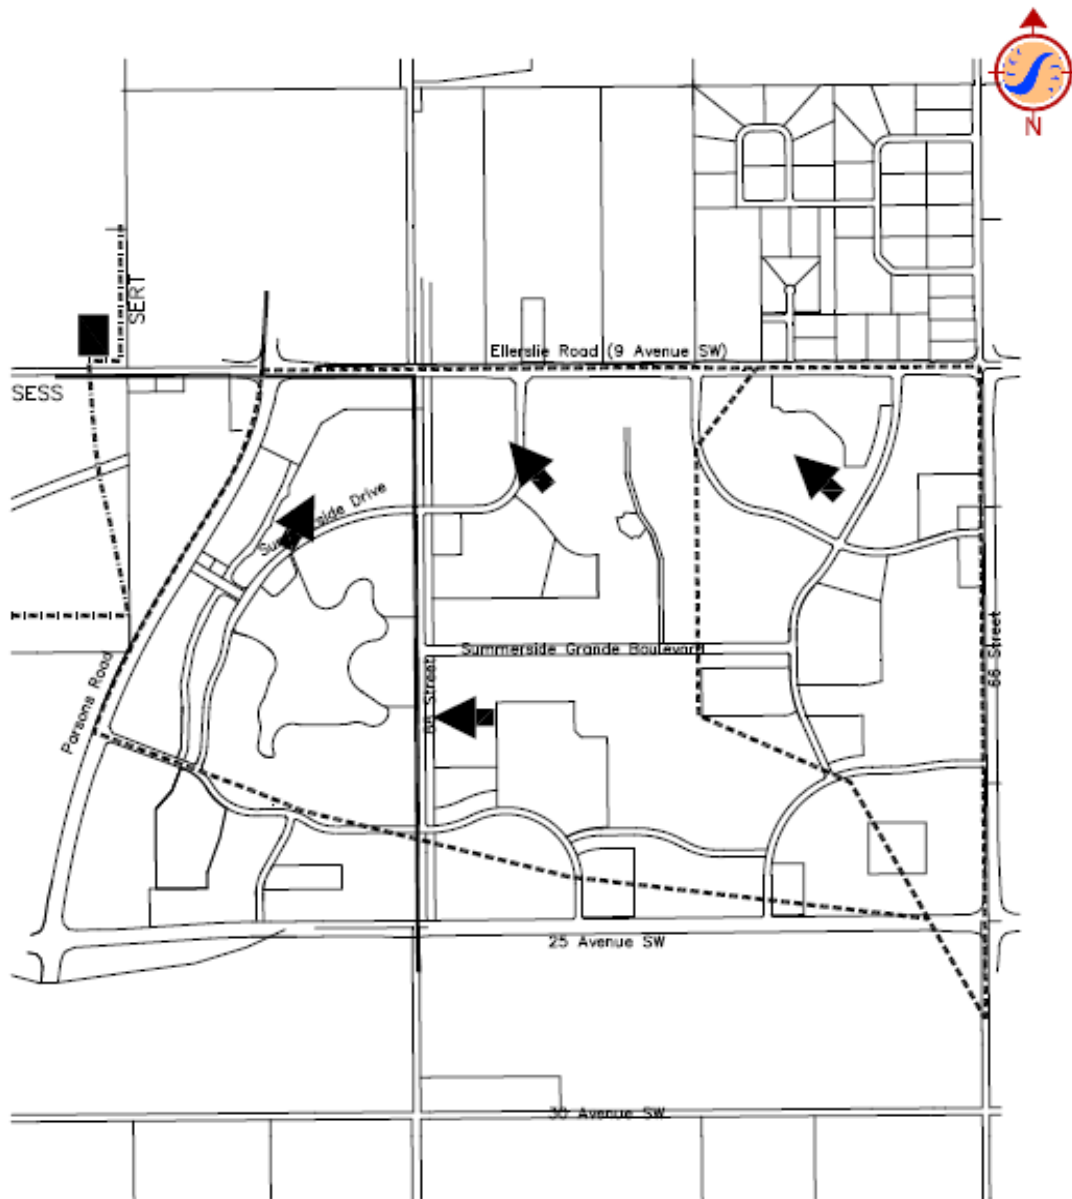 N
SERT
Ellerslie Road (9 Avenue SW)
SESS
Drive
Summerside Grande Boulevard
66 Street
Parsons Road
Street
25 Avenue SW
30 Avenue SW